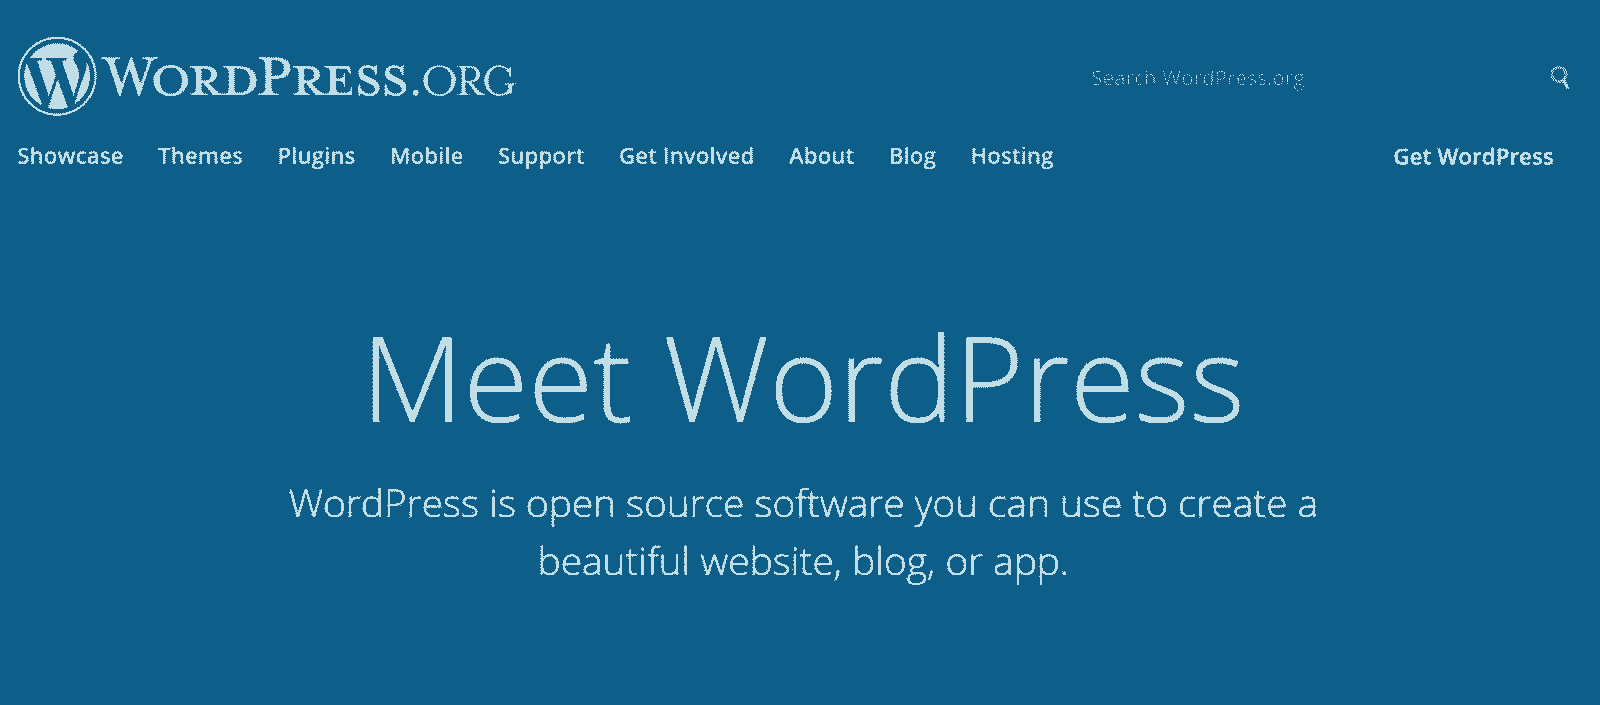 WORDPRESS.ORG
Search WordPress.org
Showcase Themes Plugins Mobile Support Get Involved About Blog Hosting Get WordPress
Meet WordPress
WordPress is open source software you can use to create a
beautiful website, blog, or app.